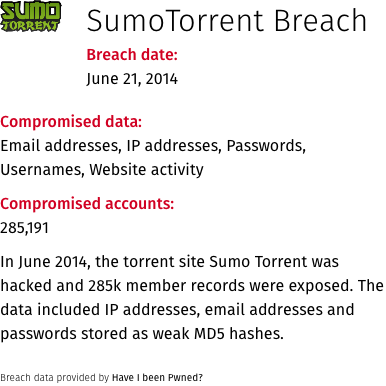 SUMO
TORRENT
SumoTorrent Breach
Breach date:
June 21, 2014
Compromised data:
Email addresses, IP addresses, Passwords,
Usernames, Website activity
Compromised accounts:
285,191
In June 2014, the torrent site Sumo Torrent was
hacked and 285k member records were exposed. The
data included IP addresses, email addresses and
passwords stored as weak MD5 hashes.
Breach data provided by Have I been Pwned?